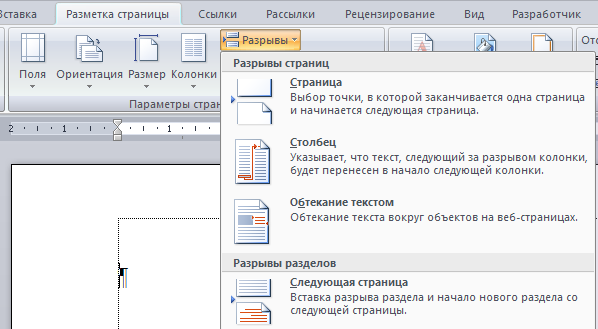 Вставка Разметка страницы Ссылки Рассылки Рецензирование Вид Разработчик
Разрывы
Поля Ориентация Размер Колонки
Параметры стран
Разрывы страниц
Страница
Выбор точки, в которой заканчивается одна страница
и начинается следующая страница.
Столбец
Указывает, что текст, следующий за разрывом колонки,
будет перенесен в начало следующей колонки.
Обтекание текстом
Обтекание текста вокруг объектов на веб-страницах.
Разрывы разделов
Следующая страница
Вставка разрыва раздела и начало нового раздела со
следующей страницы.
2 1 1
¶